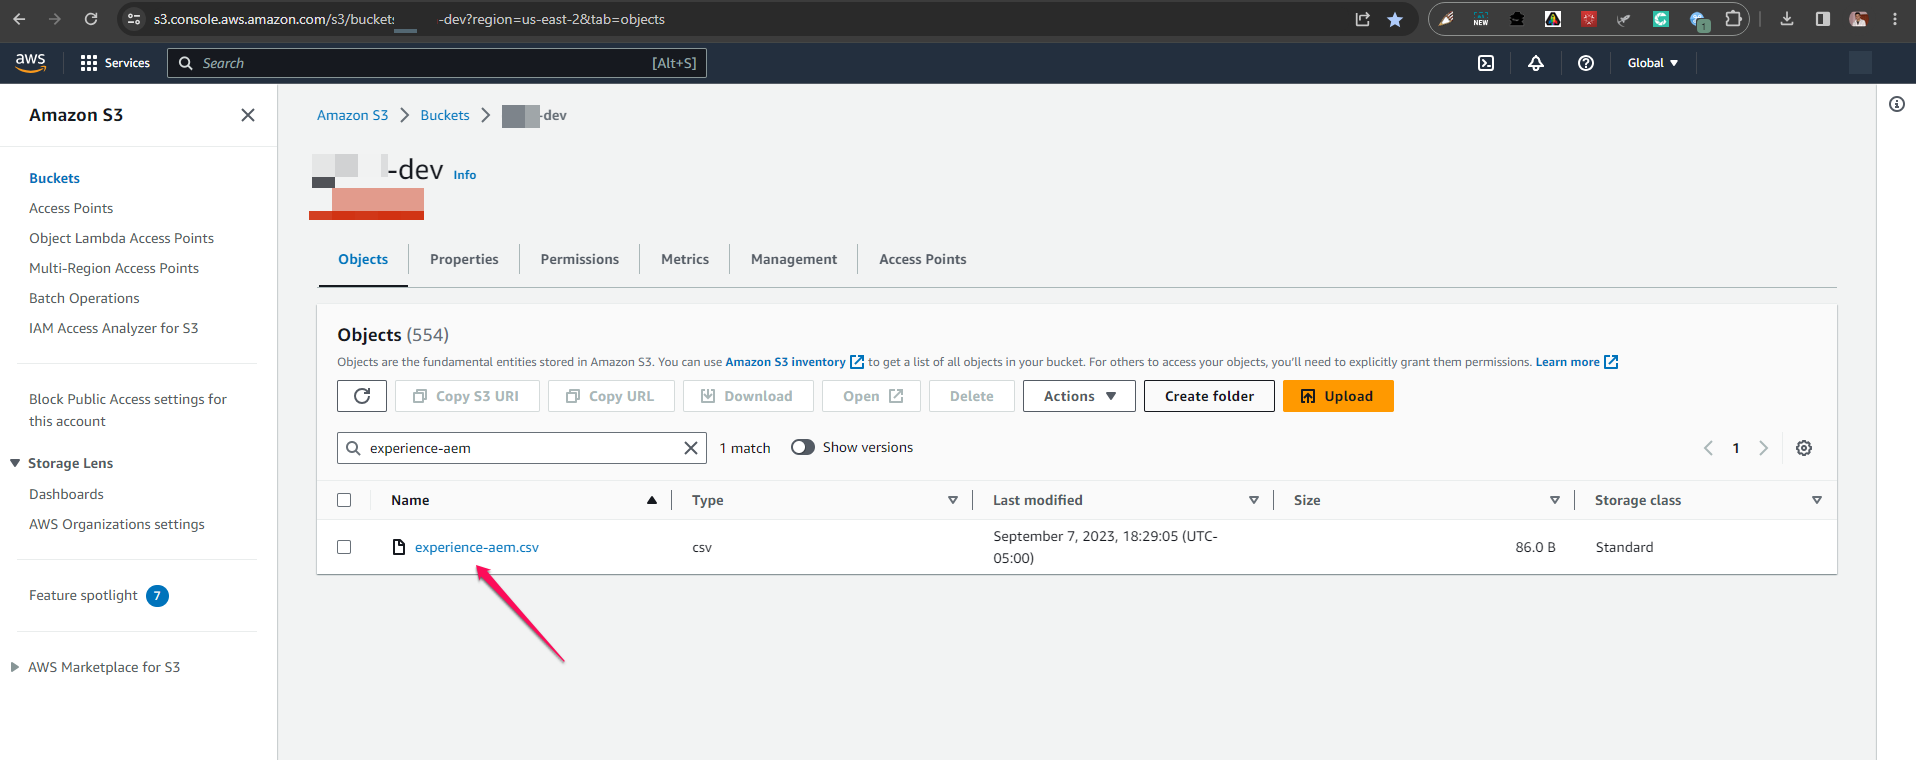 s3.console.aws.amazon.com/s3/buckets -dev?region=us-east-2&tab=objects
NEW
1
aws
Services
Search
[Alt+S]
Global
Amazon S3
Amazon S3 Buckets -dev
-dev Info
Buckets
Access Points
Object Lambda Access Points
Multi-Region Access Points
Batch Operations
IAM Access Analyzer for S3
Block Public Access settings for
this account
Storage Lens
Dashboards
AWS Organizations settings
Feature spotlight 7
AWS Marketplace for S3
Objects Properties Permissions Metrics Management Access Points
Objects (554)
Objects are the fundamental entities stored in Amazon S3. You can use Amazon S3 inventory to get a list of all objects in your bucket. For others to access your objects, you'll need to explicitly grant them permissions. Learn more
Copy S3 URI Copy URL Download Open Delete Actions Create folder Upload
experience-aem 1 match Show versions 1
Name Type Last modified Size Storage class
experience-aem.csv csv September 7, 2023, 18:29:05 (UTC-
05:00) 86.0 B Standard